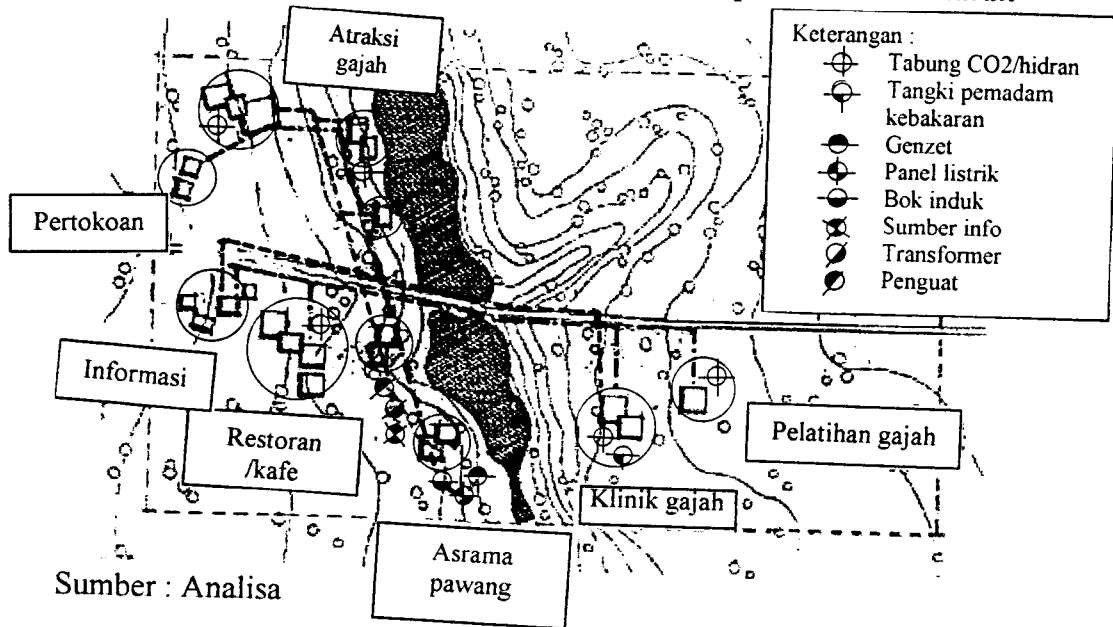 Atraksi
gajah
Keterangan :
Tabung CO2/hidran
Tangki pemadam
kebakaran
Genzet
Panel listrik
Bok induk
Sumber info
Transformer
Penguat
Pertokoan
Informasi
Restoran
/kafe
Pelatihan gajah
Klinik gajah
Asrama
pawang
Sumber : Analisa